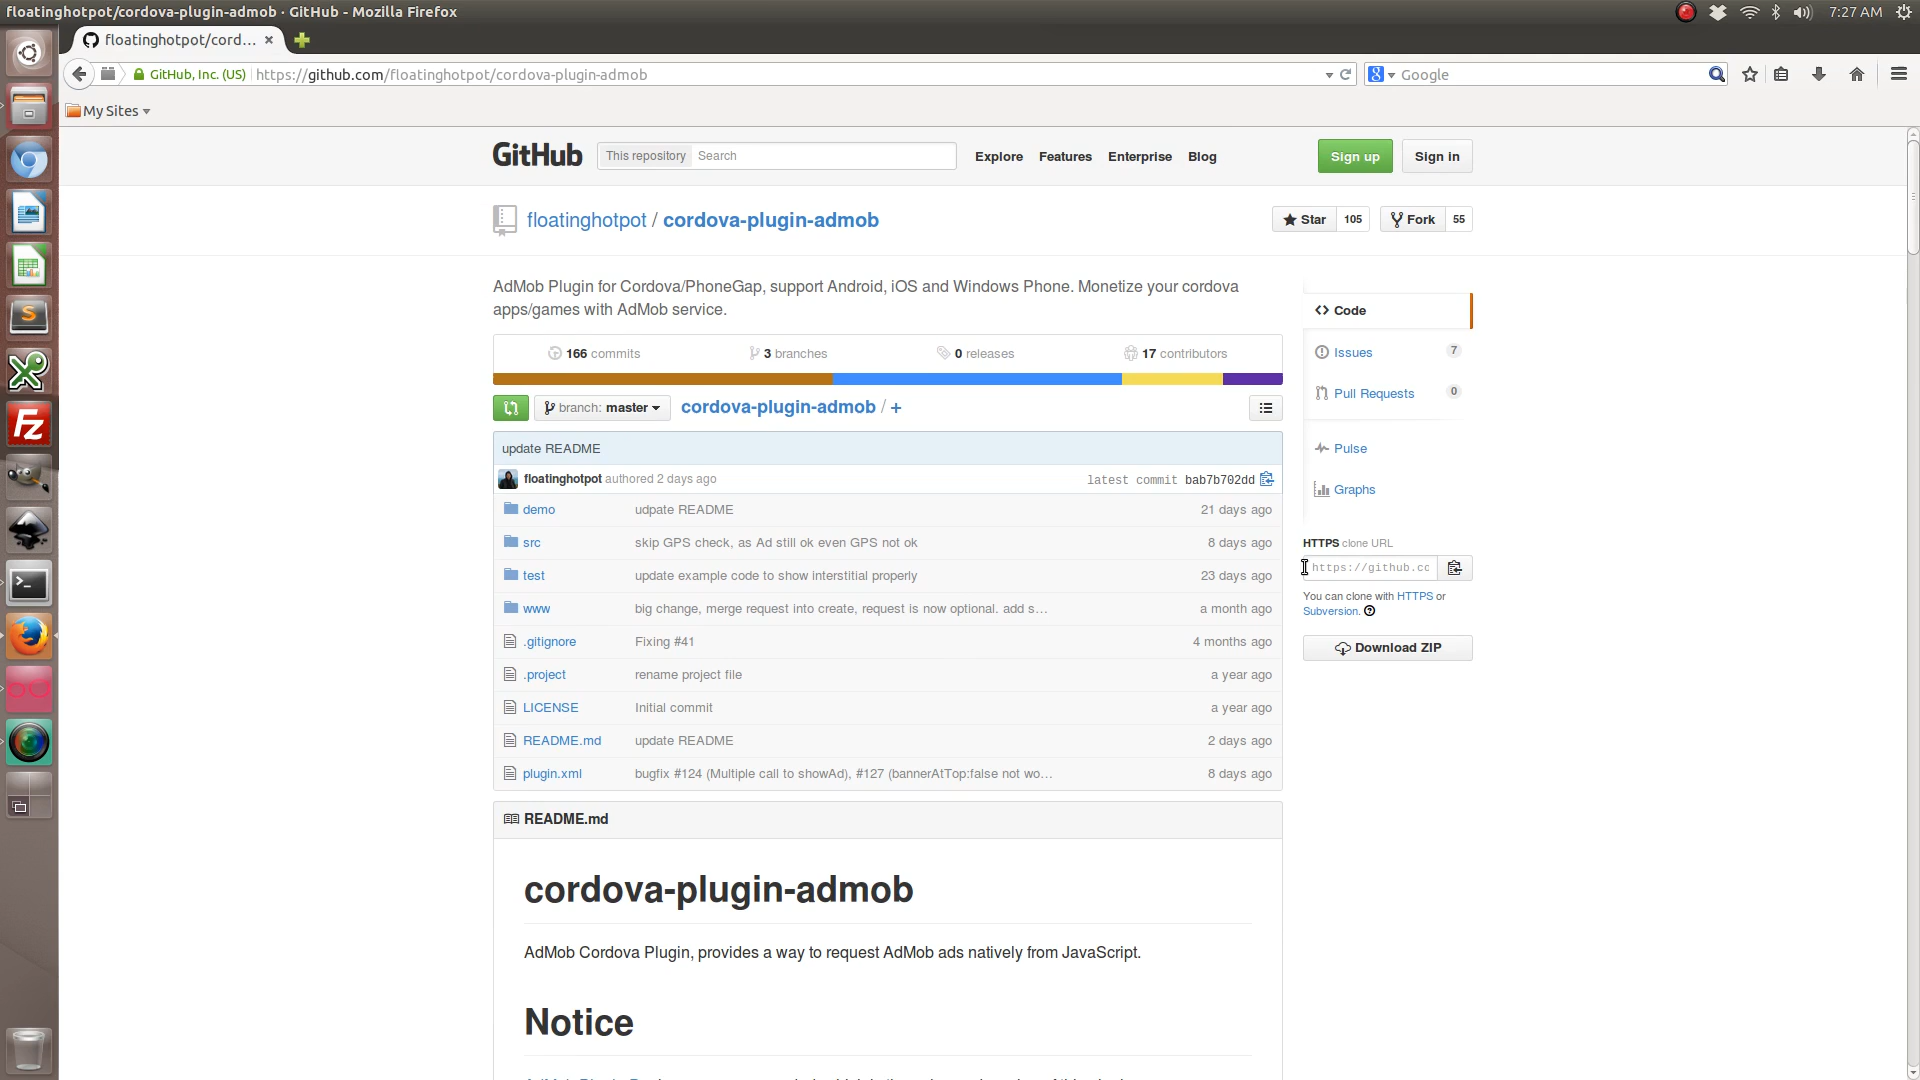 floatinghotpot/cordova-plugin-admob · GitHub - Mozilla Firefox
7:27 AM
floatinghotpot/cord...
GitHub, Inc. (US) https://github.com/floatinghotpot/cordova-plugin-admob
Google
My Sites
GitHub This repository Search Explore Features Enterprise Blog Sign up Sign in
floatinghotpot / cordova-plugin-admob Star 105 Fork 55
AdMob Plugin for Cordova/PhoneGap, support Android, iOS and Windows Phone. Monetize your cordova
apps/games with AdMob service.
166 commits 3 branches 0 releases 17 contributors
branch: master cordova-plugin-admob / +
update README
floatinghotpot authored 2 days ago latest commit bab7b702dd
demo udpate README 21 days ago
src skip GPS check, as Ad still ok even GPS not ok 8 days ago
test update example code to show interstitial properly 23 days ago
www big change, merge request into create, request is now optional. add s... a month ago
.gitignore Fixing #41 4 months ago
.project rename project file a year ago
LICENSE Initial commit a year ago
README.md update README 2 days ago
plugin.xml bugfix #124 (Multiple call to showAd), #127 (bannerAtTop:false not wo... 8 days ago
README.md
cordova-plugin-admob
AdMob Cordova Plugin, provides a way to request AdMob ads natively from JavaScript.
Notice
Code
Issues 7
Pull Requests 0
Pulse
Graphs
HTTPS clone URL
https://github.cc
You can clone with HTTPS or
Subversion.
Download ZIP